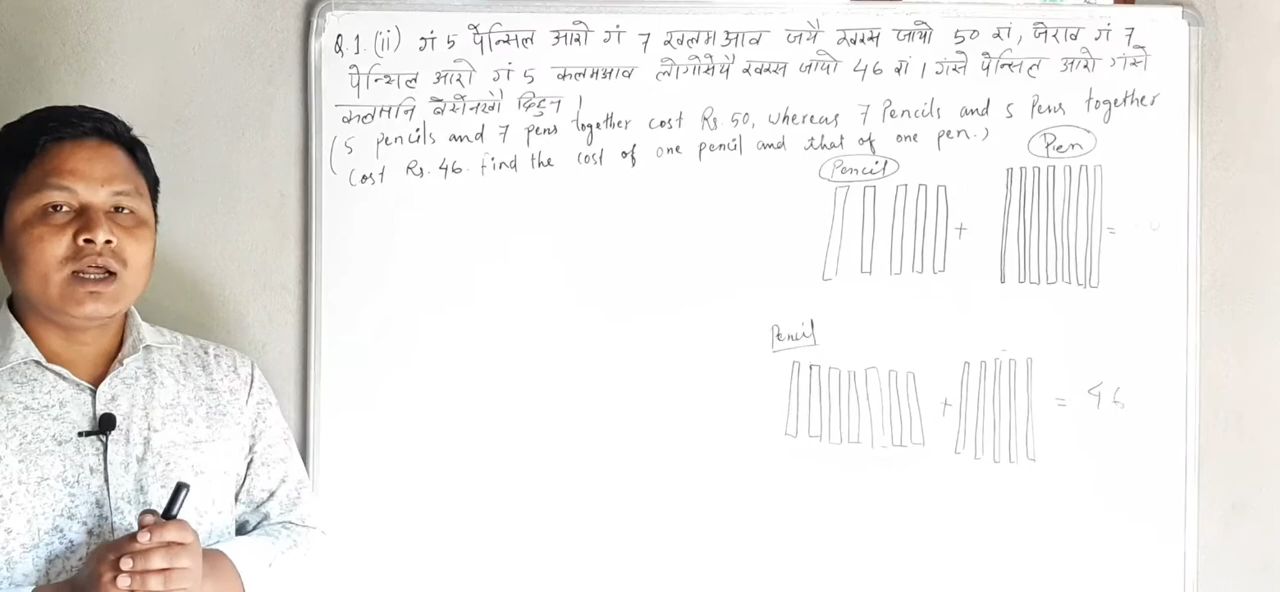 Q.1.(ii) गं 5 पेन्सिल आरो गं 7 खलमआव जयै खरस जायो 50 रां, जेराव गं 7
पेन्सिल आरो गं 5 कलमआव लोगोसेयै खरस जायो 46 रां। गंसे पेन्सिल आरो गंसे
कलमनि बेसेनखौ दिहुन।
(5 pencils and 7 pens together cost Rs. 50, whereas 7 Pencils and 5 Pens together
cost Rs. 46. find the cost of one pencil and that of one pen.)
Pencil
Pen
+
=
Pencil
+ = 46